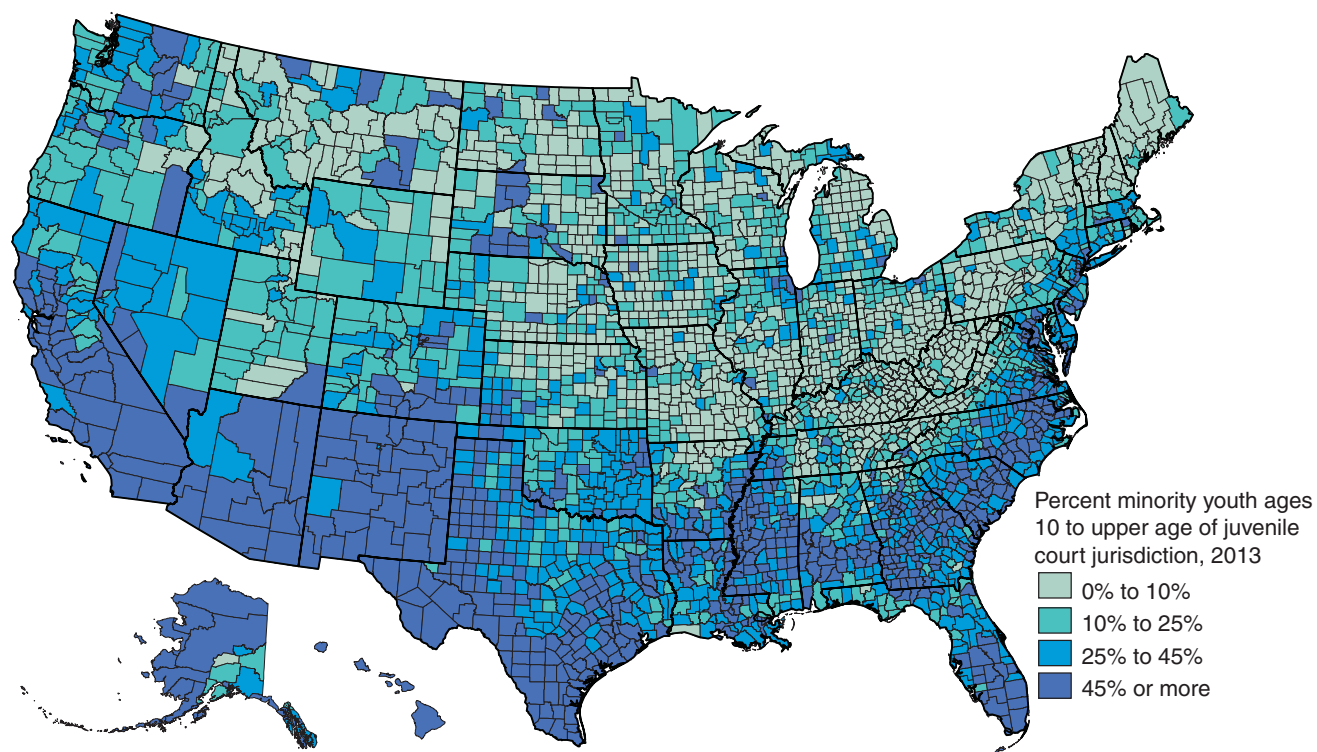 Percent minority youth ages
10 to upper age of juvenile
court jurisdiction, 2013
0% to 10%
10% to 25%
25% to 45%
45% or more